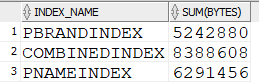 INDEX_NAME SUM(BYTES)
1 PBRANDINDEX 5242880
2 COMBINEDINDEX 8388608
3 PNAMEINDEX 6291456